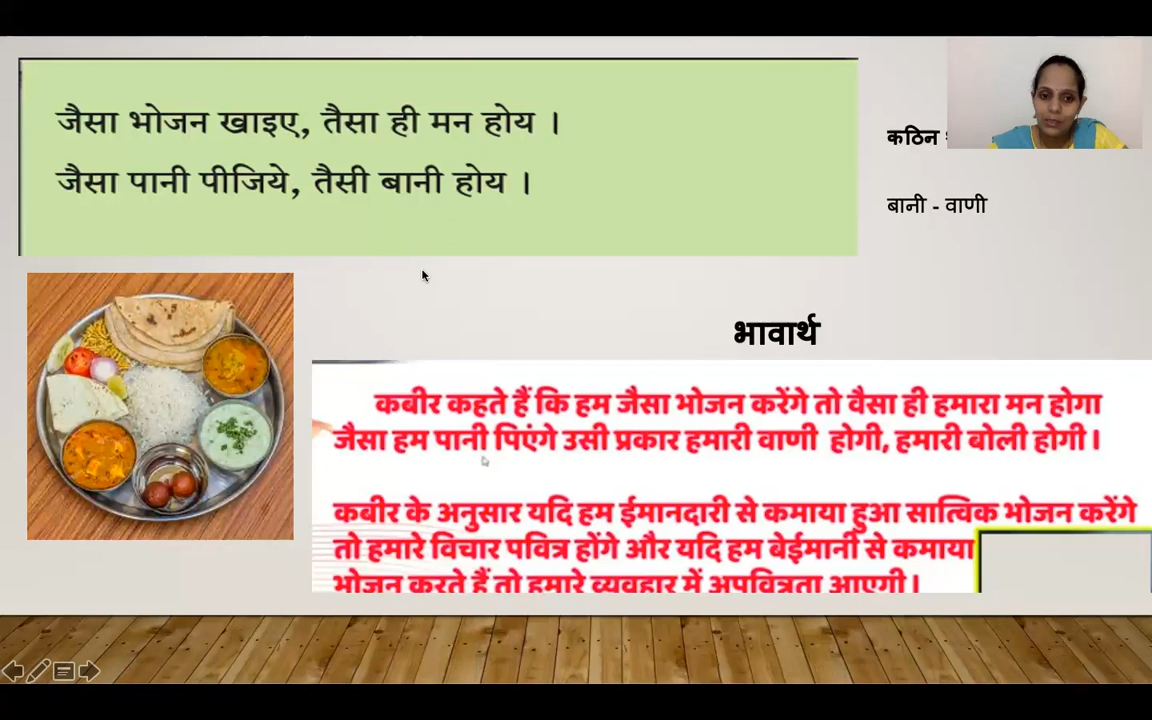 जैसा भोजन खाइए, तैसा ही मन होय ।
जैसा पानी पीजिये, तैसी बानी होय ।
कठिन
बानी - वाणी
भावार्थ
कबीर कहते हैं कि हम जैसा भोजन करेंगे तो वैसा ही हमारा मन होगा
जैसा हम पानी पिएंगे उसी प्रकार हमारी वाणी होगी, हमारी बोली होगी ।
कबीर के अनुसार यदि हम ईमानदारी से कमाया हुआ सात्विक भोजन करेंगे
तो हमारे विचार पवित्र होंगे और यदि हम बेईमानी से कमाया
भोजन करते हैं तो हमारे व्यवहार में अपवित्रता आएगी ।